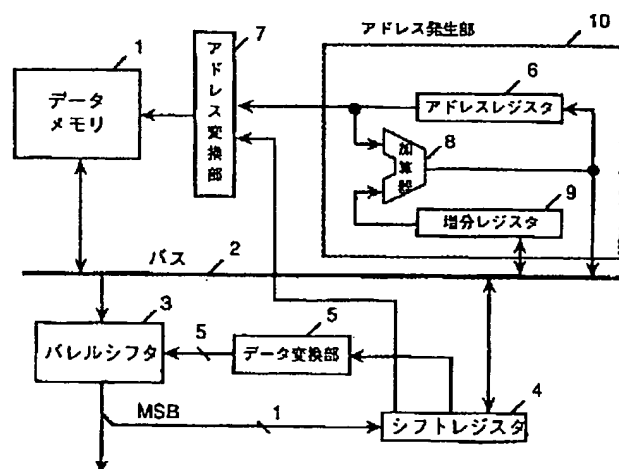 アドレス発生部
10
1
7
6
データ
メモリ
アドレス変換部
アドレスレジスタ
加算器
8
9
増分レジスタ
バス
2
3
5
5
バレルシフタ
データ変換部
4
MSB
1
シフトレジスタ